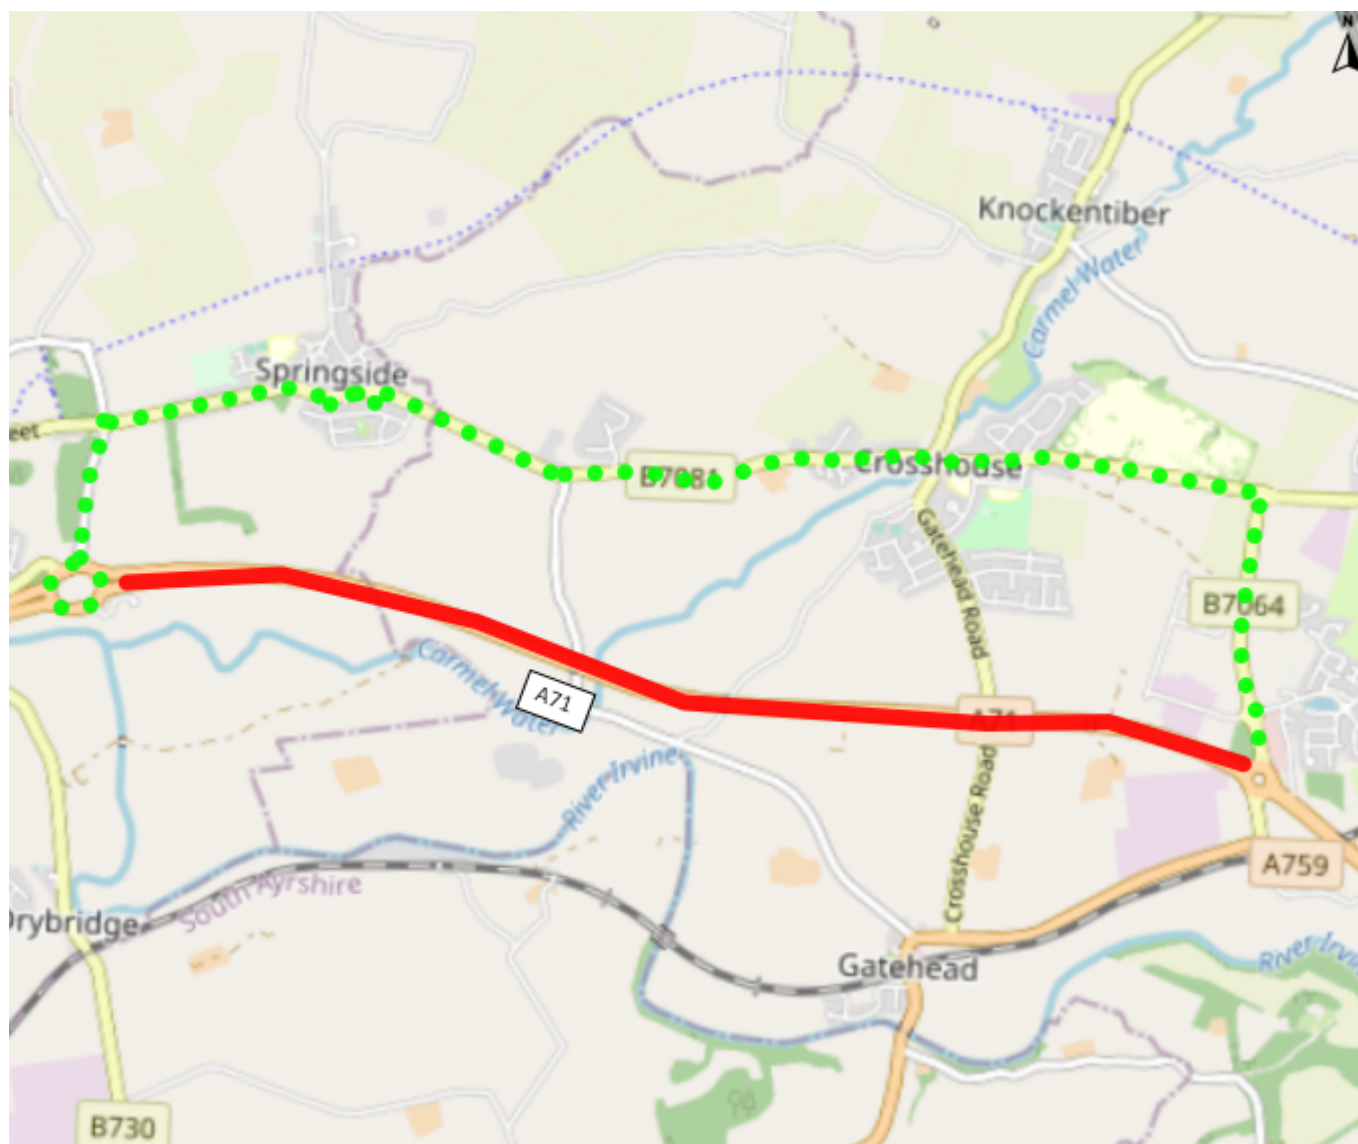 N
Knockentiber
Carmel Water
Springside
eet
B7081
Crosshouse
Gatehead Road
B7064
Carmel Water
A71
A71
River Irvine
Crosshouse Road
A759
South Ayrshire
Drybridge
Gatehead
River Irvi
B730